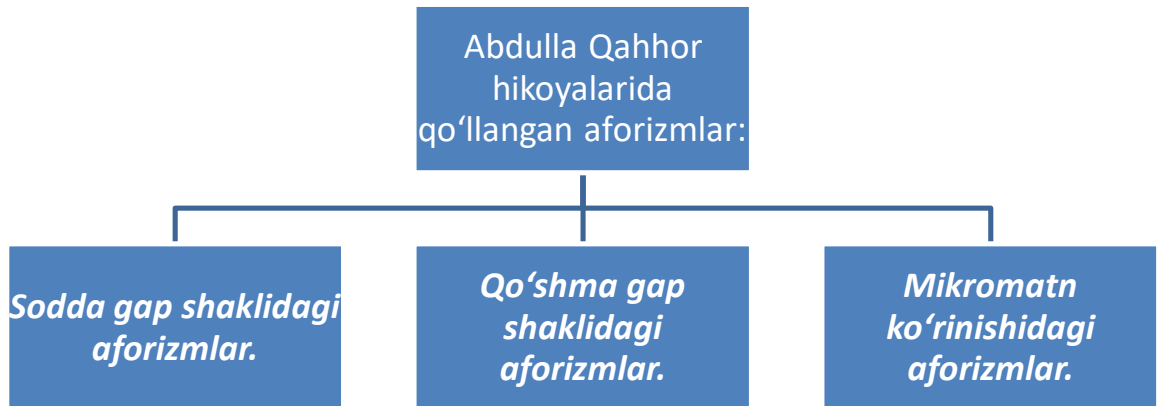 Abdulla Qahhor
hikoyalarida
qo‘llangan aforizmlar:
Sodda gap shaklidagi
aforizmlar.
Qo‘shma gap
shaklidagi
aforizmlar.
Mikromatn
ko‘rinishidagi
aforizmlar.